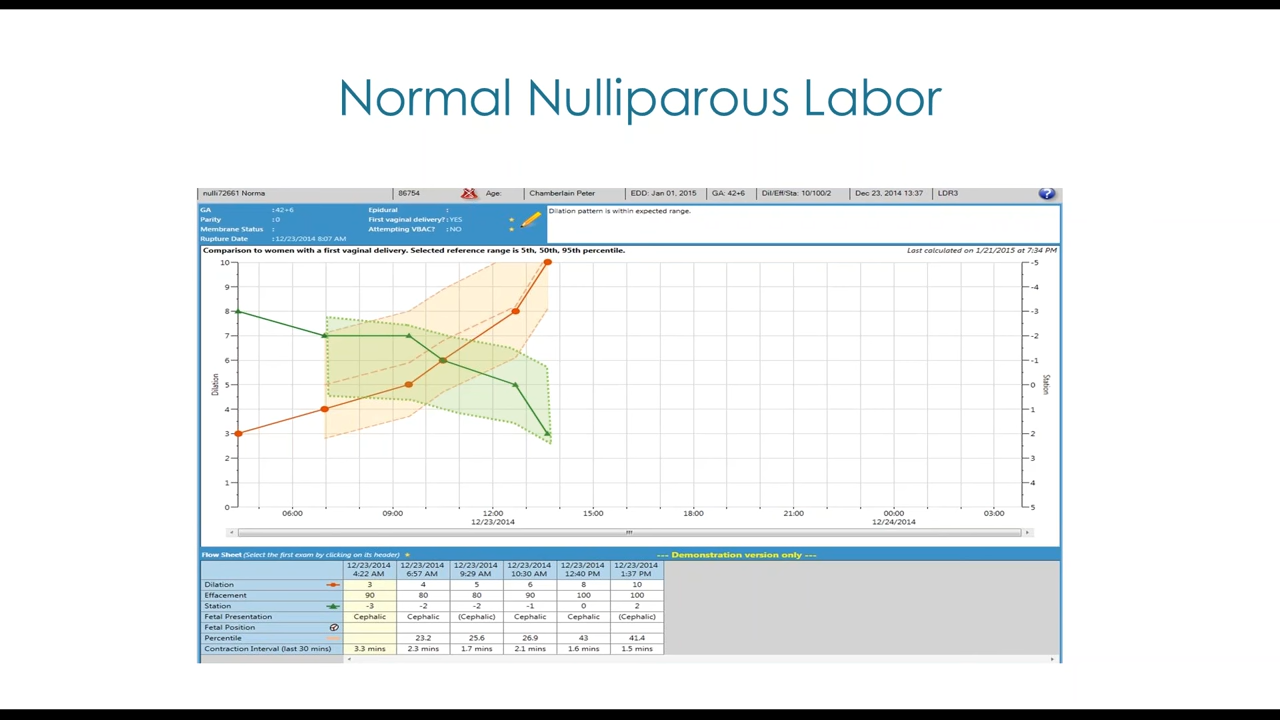 Normal Nulliparous Labor
nulli72661 Norma 86754 Age: Chamberlain Peter EDD: Jan 01, 2015 GA: 42+6 Dil/Eff/Sta: 10/100/2 Dec 23, 2014 13:37 LDR3 ?
GA : 42+6 Epidural :
Parity : 0 First vaginal delivery? : YES
Membrane Status : Attempting VBAC? : NO
Rupture Date : 12/23/2014 8:07 AM
Dilation pattern is within expected range.
Comparison to women with a first vaginal delivery. Selected reference range is 5th, 50th, 95th percentile. Last calculated on 1/21/2015 at 7:34 PM
10 -5
9 -4
8 -3
7 -2
6 -1
5 0
4 1
3 2
2 3
1 4
0 5
Dilation
Station
06:00 09:00 12:00 15:00 18:00 21:00 00:00 03:00
12/23/2014 12/24/2014
Flow Sheet (Select the first exam by clicking on its header) --- Demonstration version only ---
12/23/2014 12/23/2014 12/23/2014 12/23/2014 12/23/2014 12/23/2014
4:22 AM 6:57 AM 9:29 AM 10:30 AM 12:40 PM 1:37 PM
Dilation 3 4 5 6 8 10
Effacement 90 80 80 90 100 100
Station -3 -2 -2 -1 0 2
Fetal Presentation Cephalic Cephalic (Cephalic) Cephalic Cephalic (Cephalic)
Fetal Position
Percentile 23.2 25.6 26.9 43 41.4
Contraction Interval (last 30 mins) 3.3 mins 2.3 mins 1.7 mins 2.1 mins 1.6 mins 1.5 mins